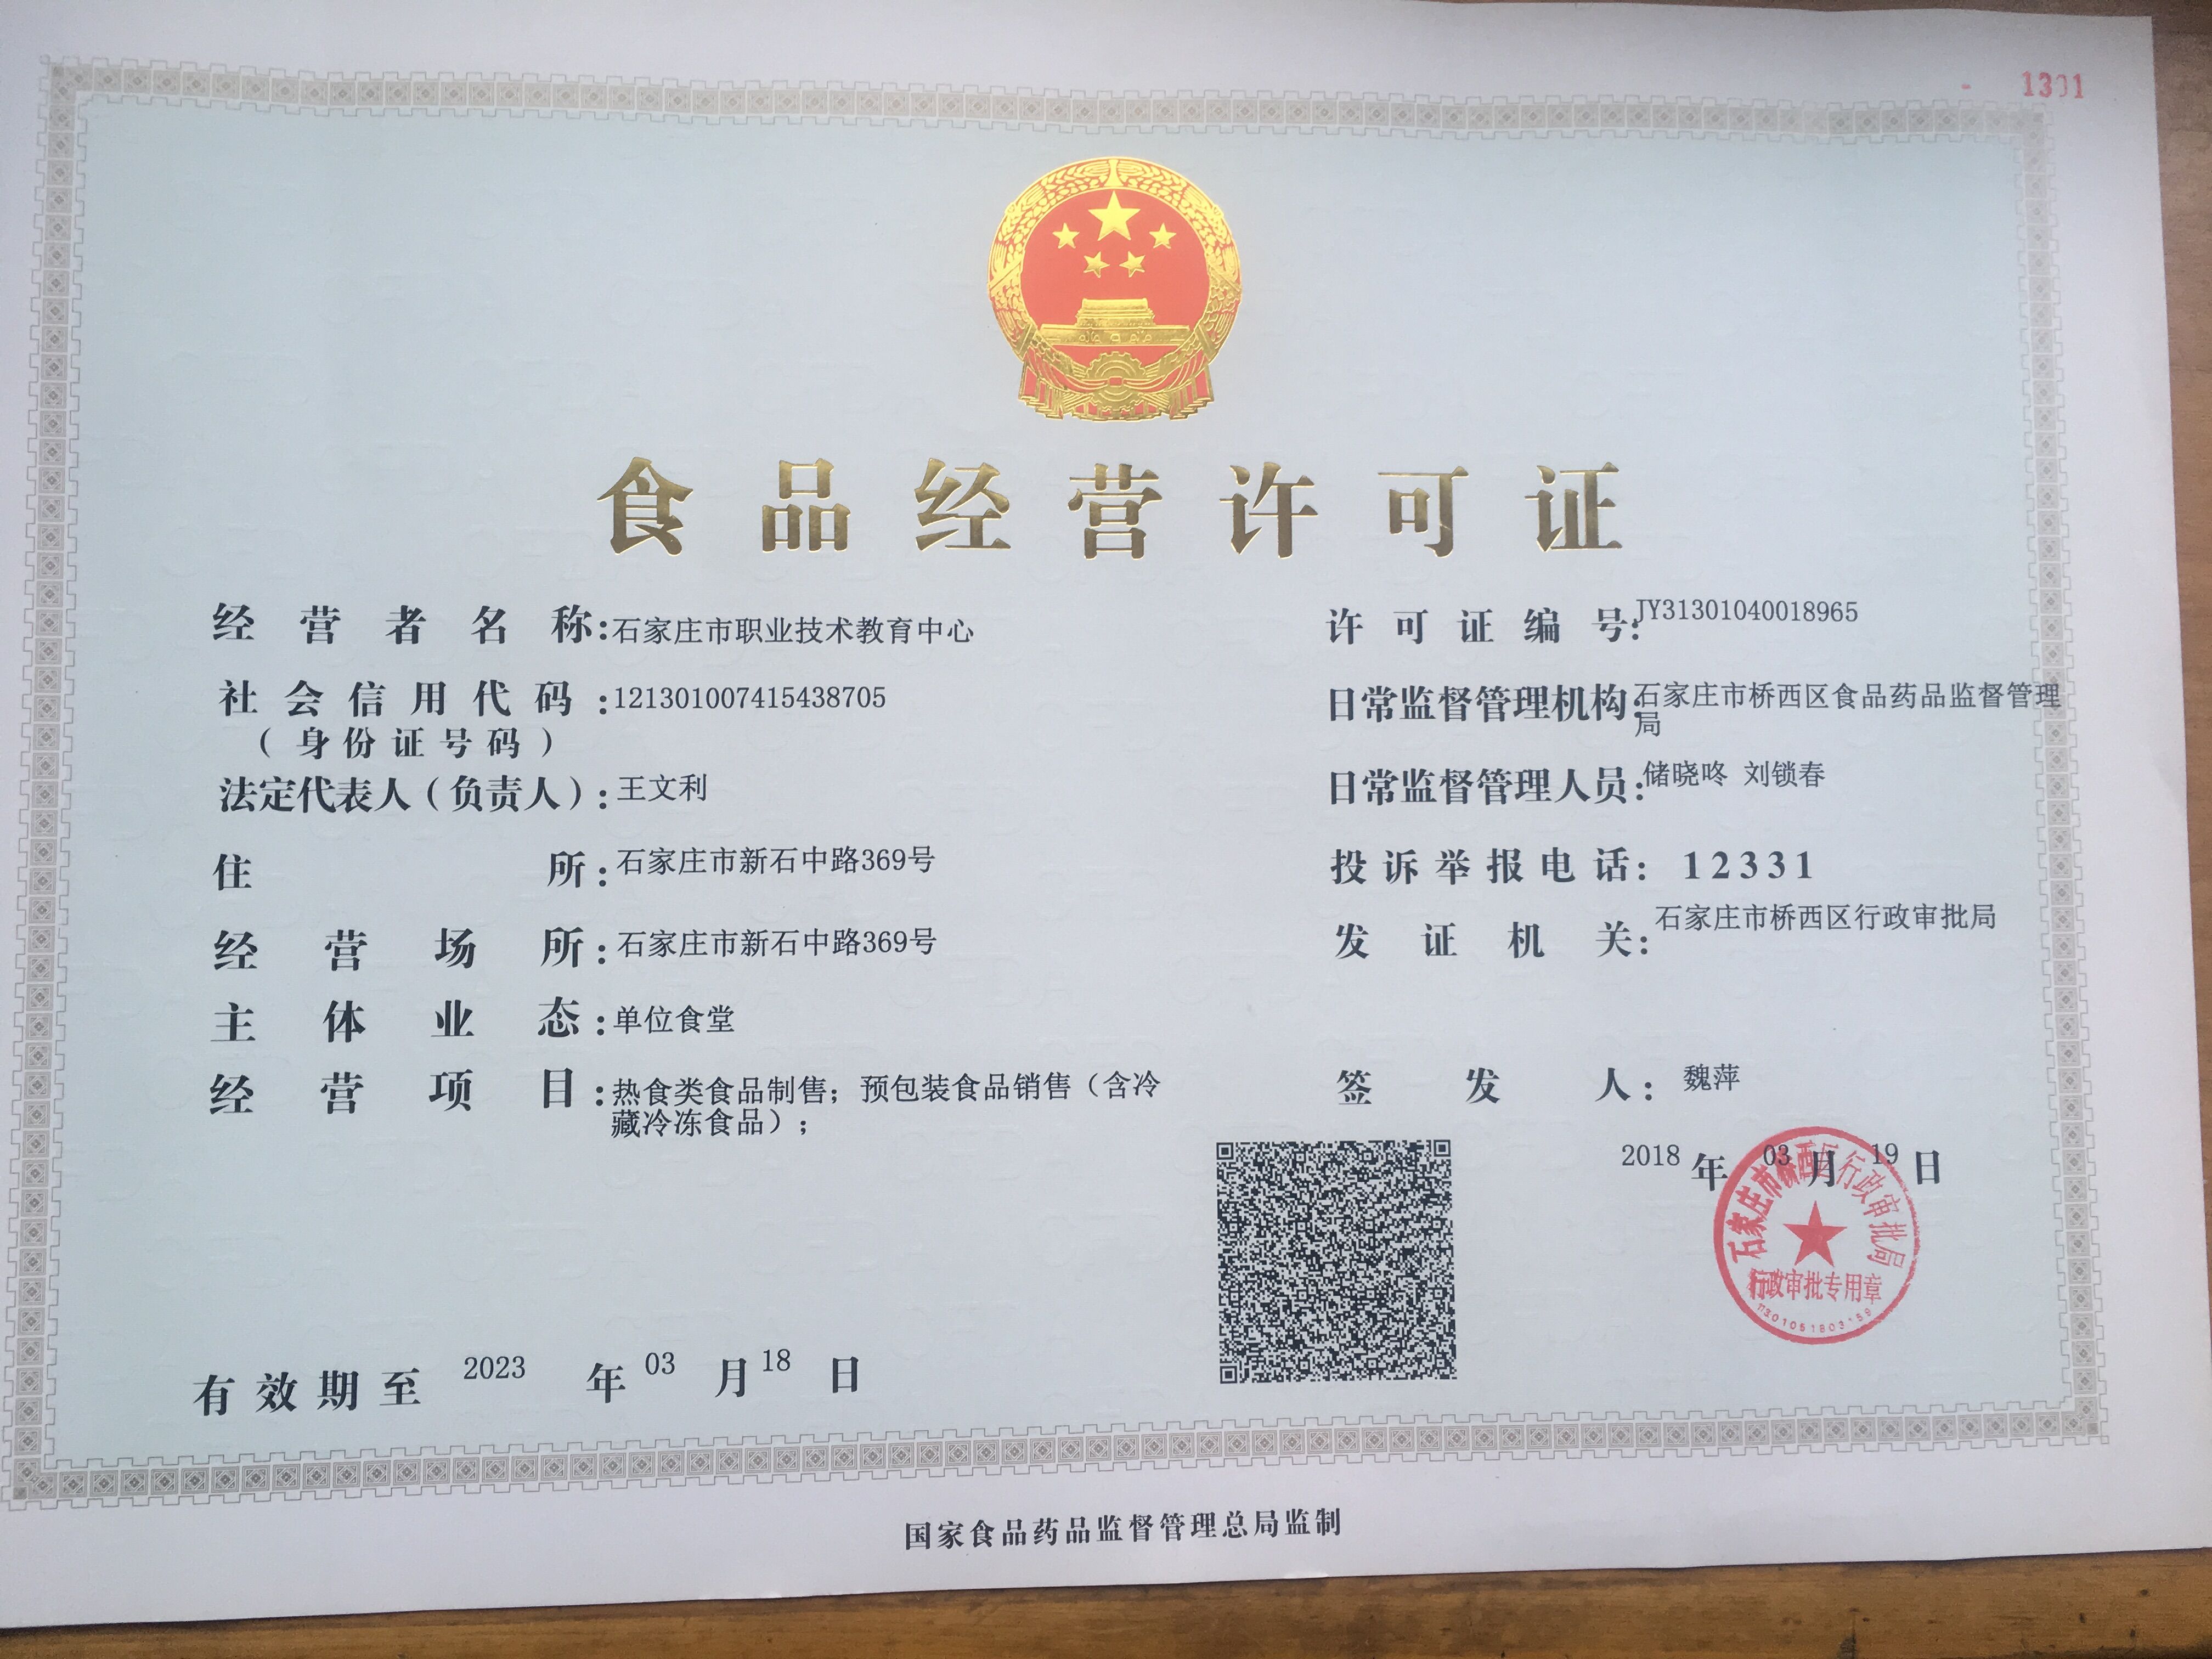 1301
食品经营许可证
经营者名称:石家庄市职业技术教育中心
社会信用代码:121301007415438705
(身份证号码)
法定代表人(负责人):王文利
住所:石家庄市新石中路369号
经营场所:石家庄市新石中路369号
主体业态:单位食堂
经营项目:热食类食品制售；预包装食品销售（含冷
藏冷冻食品）；
许可证编号:JY31301040018965
日常监督管理机构:石家庄市桥西区食品药品监督管理
局
日常监督管理人员:储晓咚 刘锁春
投诉举报电话:12331
发证机关:石家庄市桥西区行政审批局
签发人:魏萍
2018年03月19日
石家庄市桥西区行政审批局
行政审批专用章
有效期至2023年03月18日
国家食品药品监督管理总局监制